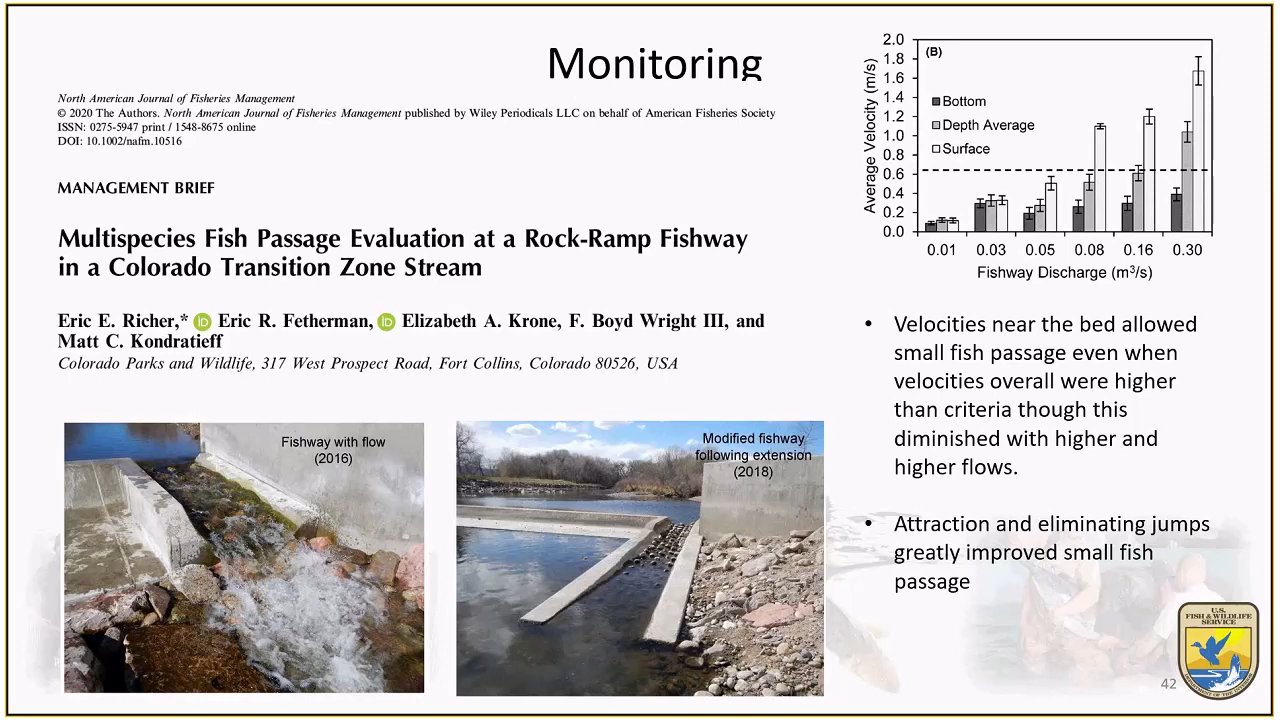 Monitoring
North American Journal of Fisheries Management
© 2020 The Authors. North American Journal of Fisheries Management published by Wiley Periodicals LLC on behalf of American Fisheries Society
ISSN: 0275-5947 print / 1548-8675 online
DOI: 10.1002/nafm.10516
MANAGEMENT BRIEF
Multispecies Fish Passage Evaluation at a Rock-Ramp Fishway
in a Colorado Transition Zone Stream
Eric E. Richer,* iD Eric R. Fetherman, iD Elizabeth A. Krone, F. Boyd Wright III, and
Matt C. Kondratieff
Colorado Parks and Wildlife, 317 West Prospect Road, Fort Collins, Colorado 80526, USA
Fishway with flow
(2016)
Modified fishway
following extension
(2018)
(B)
Average Velocity (m/s)
2.0
1.8
1.6
1.4
1.2
1.0
0.8
0.6
0.4
0.2
0.0
Bottom
Depth Average
Surface
0.01 0.03 0.05 0.08 0.16 0.30
Fishway Discharge (m³/s)
• Velocities near the bed allowed
small fish passage even when
velocities overall were higher
than criteria though this
diminished with higher and
higher flows.
• Attraction and eliminating jumps
greatly improved small fish
passage
U.S.
FISH & WILDLIFE
SERVICE
DEPARTMENT OF THE INTERIOR
42